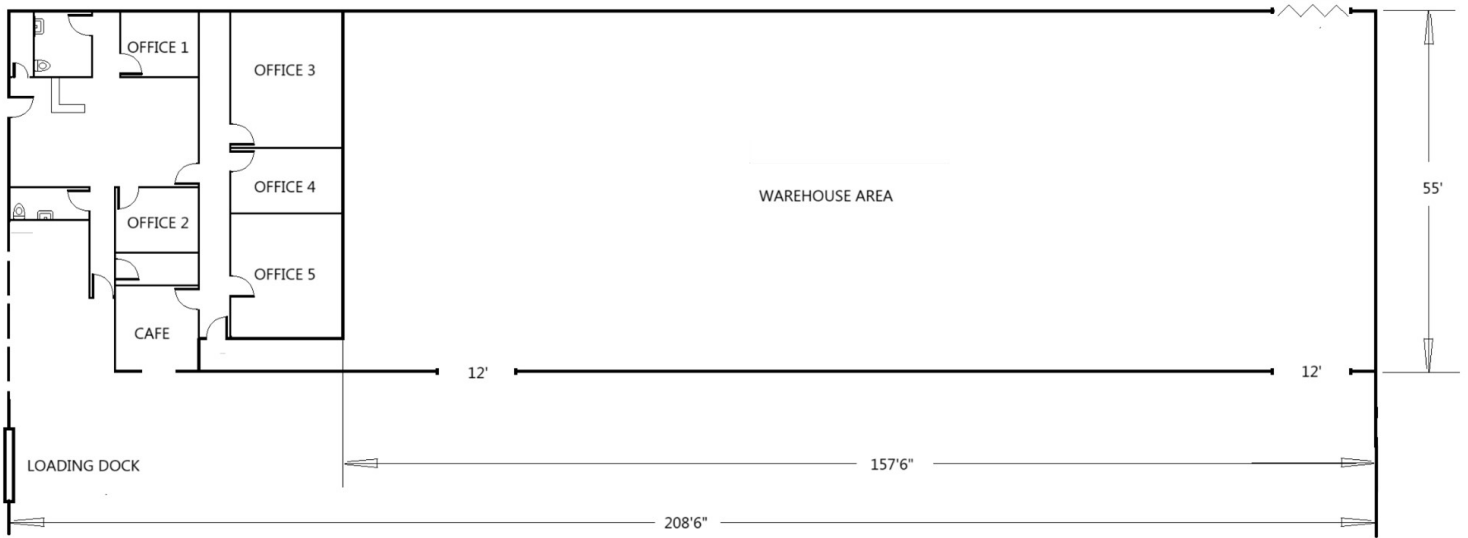 OFFICE 1
OFFICE 3
OFFICE 4
WAREHOUSE AREA
55'
OFFICE 2
OFFICE 5
CAFE
12'
12'
LOADING DOCK
157'6"
208'6"